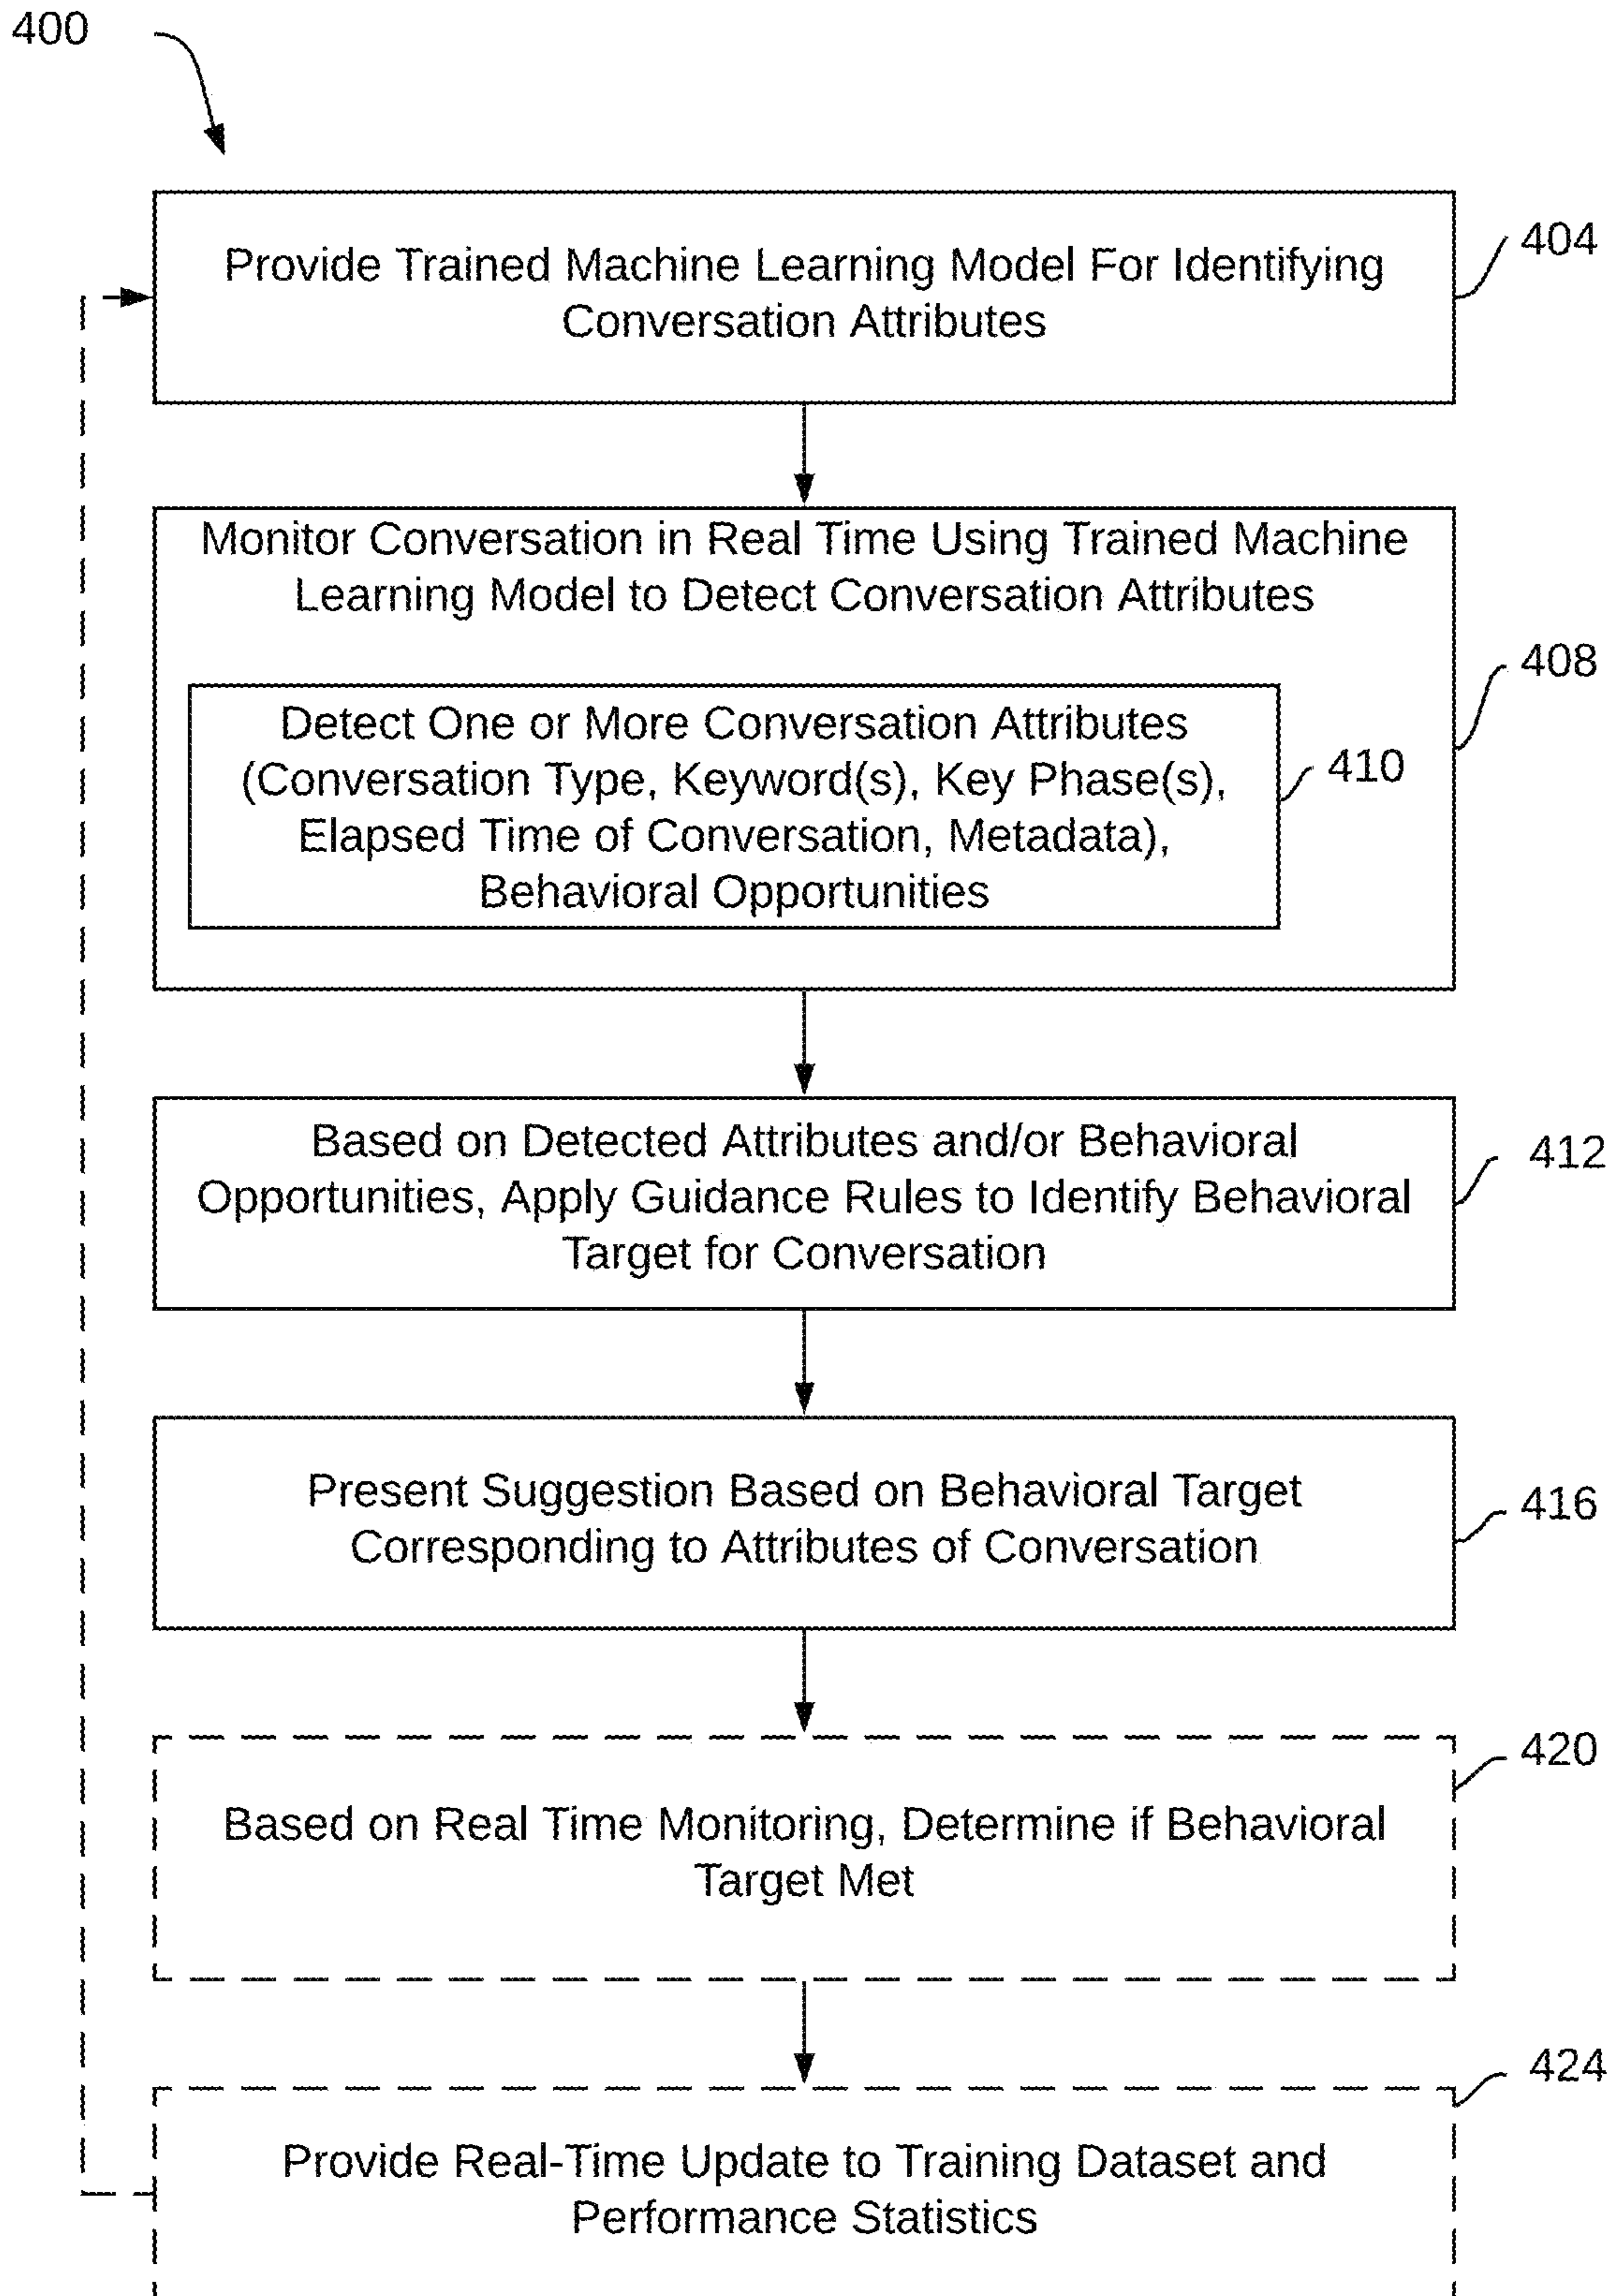 400
Provide Trained Machine Learning Model For Identifying
Conversation Attributes
404
Monitor Conversation in Real Time Using Trained Machine
Learning Model to Detect Conversation Attributes
408
Detect One or More Conversation Attributes
(Conversation Type, Keyword(s), Key Phase(s),
Elapsed Time of Conversation, Metadata),
Behavioral Opportunities
410
Based on Detected Attributes and/or Behavioral
Opportunities, Apply Guidance Rules to Identify Behavioral
Target for Conversation
412
Present Suggestion Based on Behavioral Target
Corresponding to Attributes of Conversation
416
Based on Real Time Monitoring, Determine if Behavioral
Target Met
420
Provide Real-Time Update to Training Dataset and
Performance Statistics
424